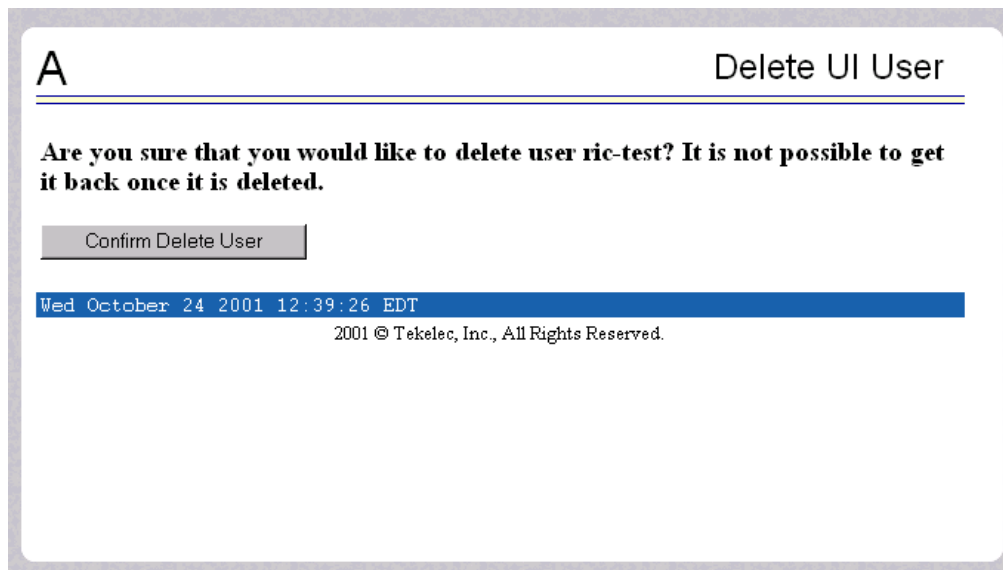 A
Delete UI User
Are you sure that you would like to delete user ric-test? It is not possible to get
it back once it is deleted.
Confirm Delete User
Wed October 24 2001 12:39:26 EDT
2001 © Tekelec, Inc., All Rights Reserved.